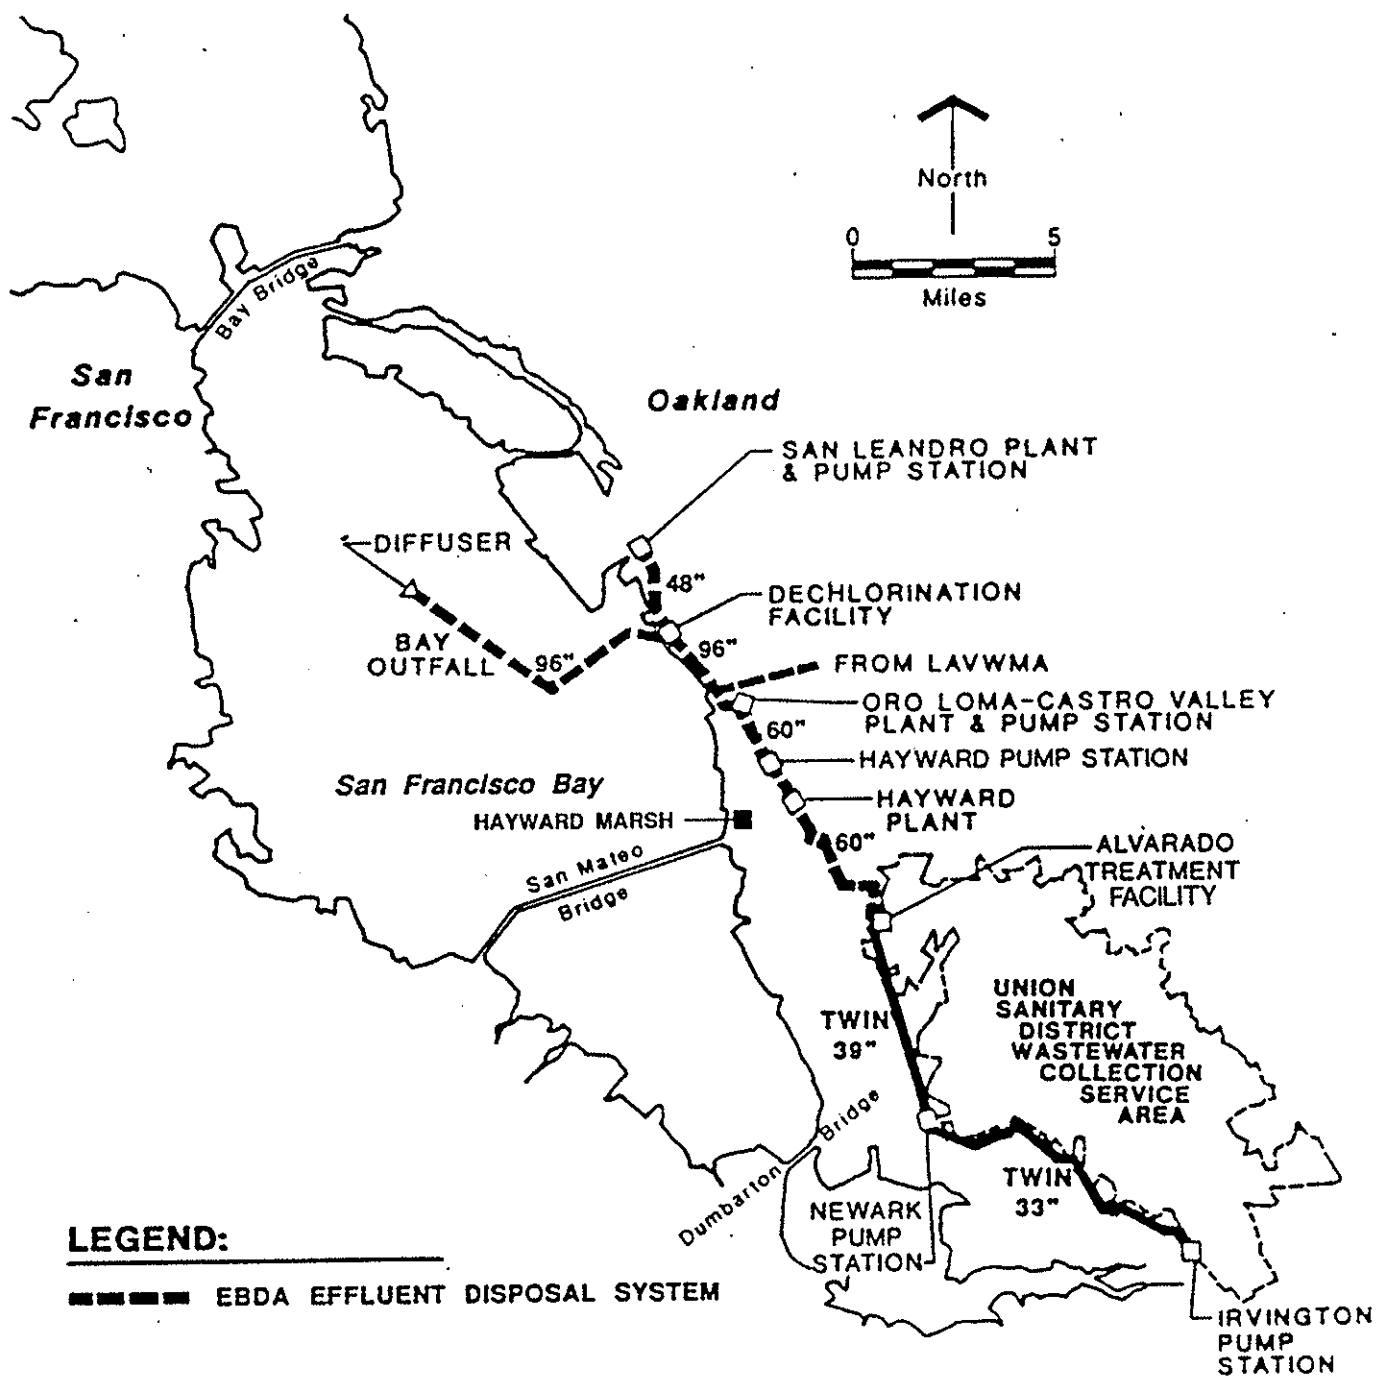 North
0 5
Miles
Bay Bridge
San
Francisco
Oakland
SAN LEANDRO PLANT
& PUMP STATION
DIFFUSER
48"
DECHLORINATION
FACILITY
BAY
OUTFALL
96"
96"
FROM LAVWMA
ORO LOMA-CASTRO VALLEY
PLANT & PUMP STATION
60"
HAYWARD PUMP STATION
San Francisco Bay
HAYWARD MARSH
HAYWARD
PLANT
60"
ALVARADO
TREATMENT
FACILITY
San Mateo
Bridge
UNION
SANITARY
DISTRICT
WASTEWATER
COLLECTION
SERVICE
AREA
TWIN
39"
Dumbarton Bridge
TWIN
33"
NEWARK
PUMP
STATION
LEGEND:
EBDA EFFLUENT DISPOSAL SYSTEM
IRVINGTON
PUMP
STATION